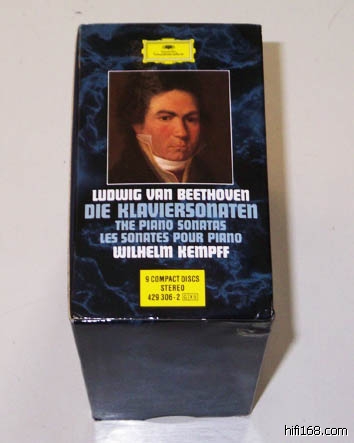 LUDWIG VAN BEETHOVEN
DIE KLAVIERSONATEN
THE PIANO SONATAS
LES SONATES POUR PIANO
WILHELM KEMPFF
9 COMPACT DISCS
STEREO
429 306-2
hifi168.com